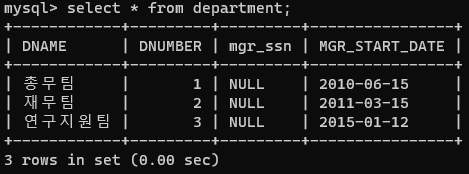 mysql> select * from department;
+------------+---------+---------+----------------+
| DNAME | DNUMBER | mgr_ssn | MGR_START_DATE |
+------------+---------+---------+----------------+
| 총무팀 | 1 | NULL | 2010-06-15 |
| 재무팀 | 2 | NULL | 2011-03-15 |
| 연구지원팀 | 3 | NULL | 2015-01-12 |
+------------+---------+---------+----------------+
3 rows in set (0.00 sec)